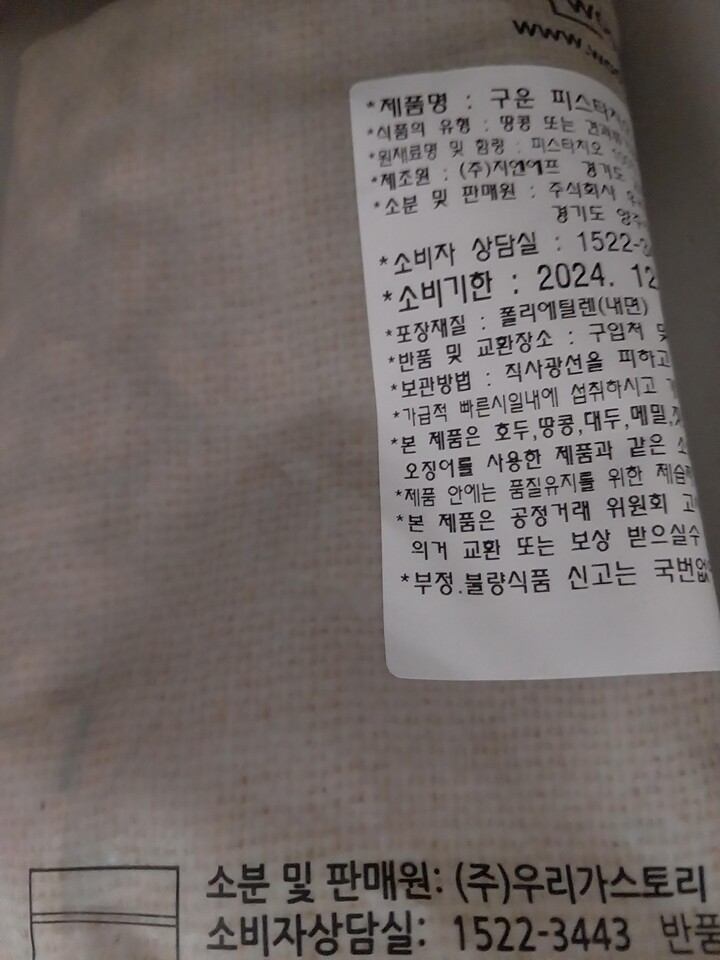 www.
*제품명 : 구운 피스타치오
*식품의 유형 : 땅콩 또는 견과류
*원재료명 및 함량 : 피스타치오 100
*제조원 : (주)지엔에프 경기도
*소분 및 판매원 : 주식회사
경기도 양주
*소비자 상담실 : 1522-3
*소비기한 : 2024. 12
*포장재질 : 폴리에틸렌(내면)
*반품 및 교환장소 : 구입처 및
*보관방법 : 직사광선을 피하고
*가급적 빠른시일내에 섭취하시고
*본 제품은 호두,땅콩,대두,메밀,잣
오징어를 사용한 제품과 같은
*제품 안에는 품질유지를 위한 제습제
*본 제품은 공정거래 위원회 고
의거 교환 또는 보상 받으실수
*부정.불량식품 신고는 국번없
소분 및 판매원: (주)우리가스토리
소비자상담실: 1522-3443 반품